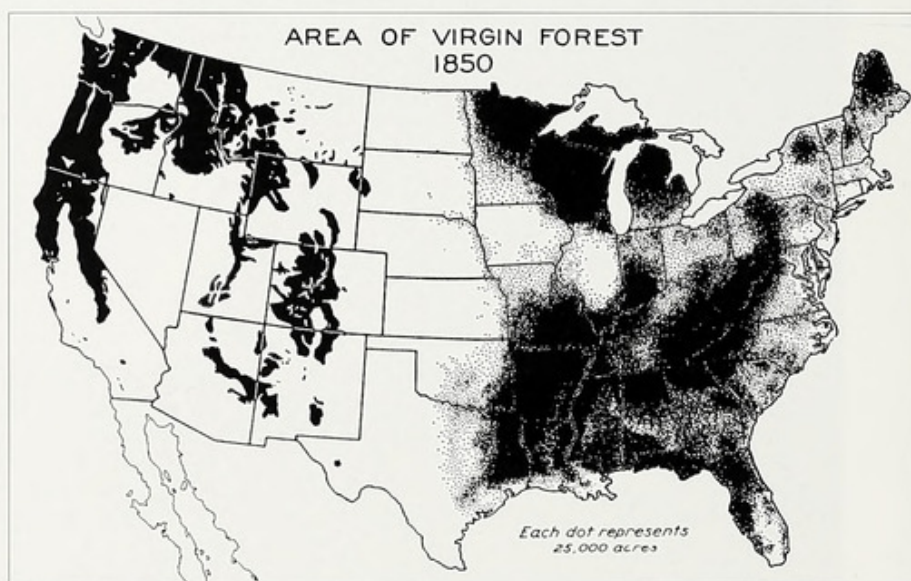 AREA OF VIRGIN FOREST
1850
Each dot represents
25,000 acres